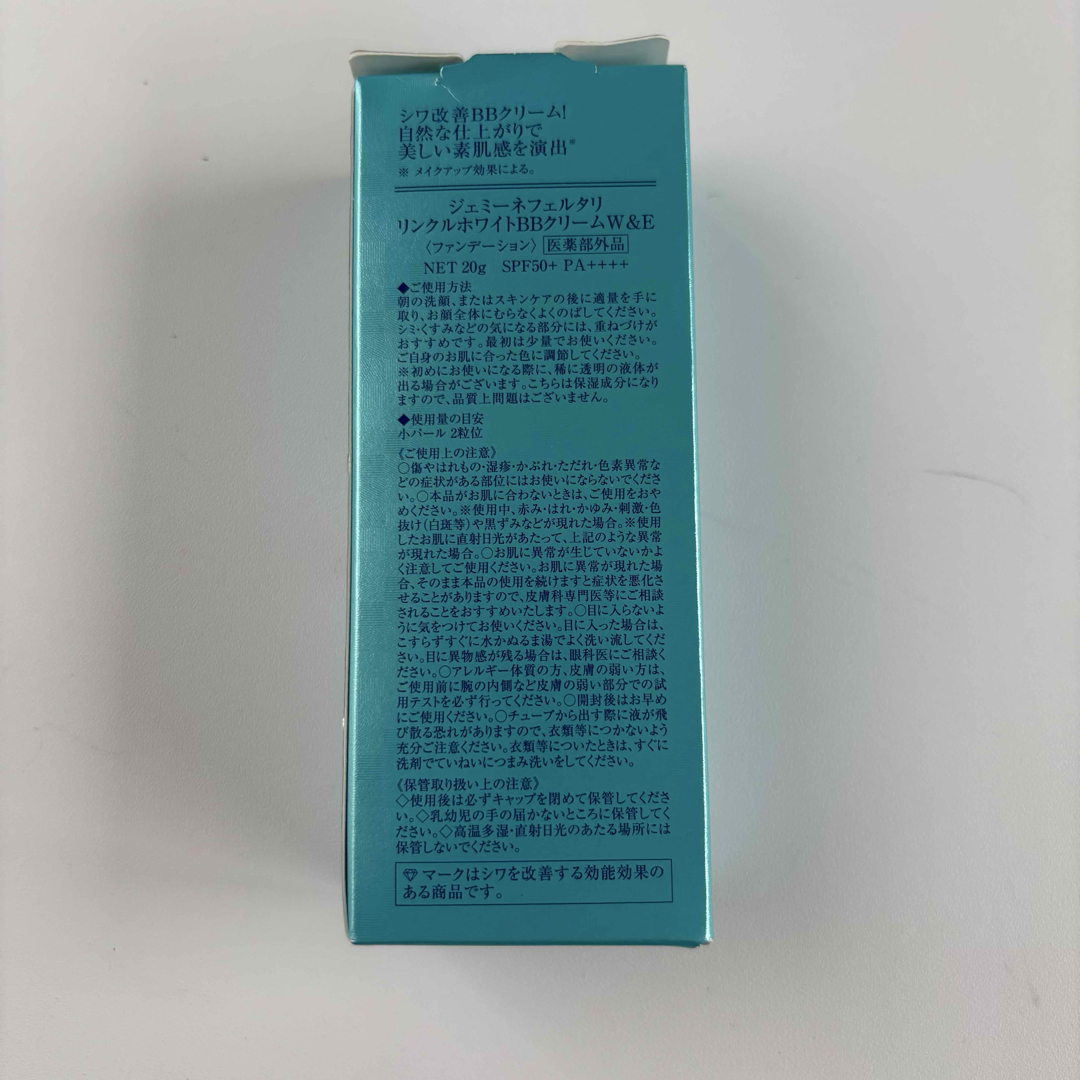 シワ改善BBクリーム!
自然な仕上がりで
美しい素肌感を演出※
※ メイクアップ効果による。
ジェミーネフェルタリ
リンクルホワイトBBクリームW&E
〈ファンデーション〉 医薬部外品
NET 20g SPF50+ PA++++
◆ご使用方法
朝の洗顔、またはスキンケアの後に適量を手に
取り、お顔全体にむらなくよくのばしてください。
シミ・くすみなどの気になる部分には、重ねづけが
おすすめです。最初は少量でお使いください。
ご自身のお肌に合った色に調節してください。
※初めにお使いになる際に、稀に透明の液体が
出る場合がございます。こちらは保湿成分になり
ますので、品質上問題はございません。
◆使用量の目安
小パール 2粒位
《ご使用上の注意》
○傷やはれもの・湿疹・かぶれ・ただれ・色素異常な
どの症状がある部位にはお使いにならないでくださ
い。○本品がお肌に合わないときは、ご使用をおや
めください。※使用中、赤み・はれ・かゆみ・刺激・色
抜け(白斑等)や黒ずみなどが現れた場合。※使用
したお肌に直射日光があたって、上記のような異常
が現れた場合。○お肌に異常が生じていないかよ
く注意してご使用ください。お肌に異常が現れた場
合、そのまま本品の使用を続けますと症状を悪化さ
せることがありますので、皮膚科専門医等にご相談
されることをおすすめいたします。○目に入らないよ
うに気をつけてお使いください。目に入った場合は、
こすらずすぐに水かぬるま湯でよく洗い流してくだ
さい。目に異物感が残る場合は、眼科医にご相談く
ださい。○アレルギー体質の方、皮膚の弱い方は、
ご使用前に腕の内側など皮膚の弱い部分での試
用テストを必ず行ってください。○開封後はお早め
にご使用ください。○チューブから出す際に液が飛
び散る恐れがありますので、衣類等につかないよう
充分ご注意ください。衣類等についたときは、すぐに
洗剤でていねいにつまみ洗いをしてください。
《保管取り扱い上の注意》
◇使用後は必ずキャップを閉めて保管してくださ
い。◇乳幼児の手の届かないところに保管してく
ださい。◇高温多湿・直射日光のあたる場所には
保管しないでください。
マークはシワを改善する効能効果の
ある商品です。